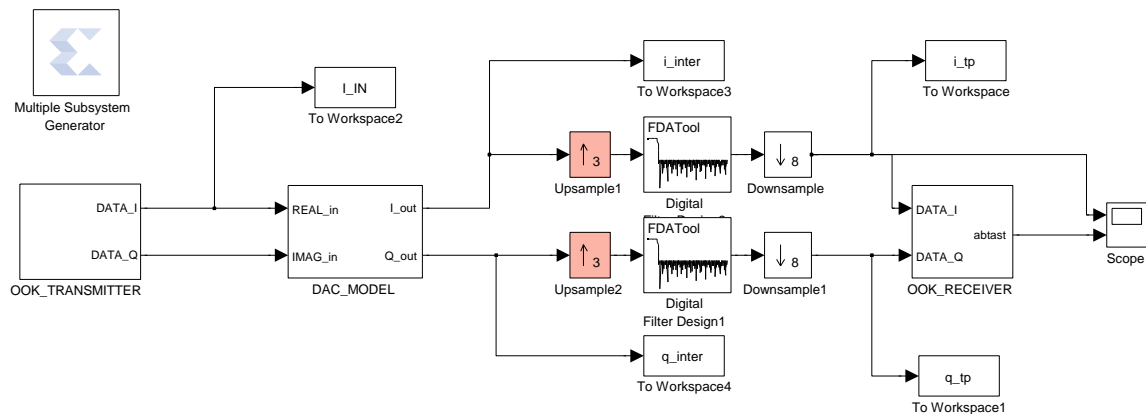 Multiple Subsystem
Generator
I_IN
To Workspace2
i_inter
To Workspace3
i_tp
To Workspace
↑ 3
Upsample1
FDATool
Digital
↓ 8
Downsample
OOK_TRANSMITTER
DATA_I
DATA_Q
DAC_MODEL
REAL_in
IMAG_in
I_out
Q_out
↑ 3
Upsample2
FDATool
Digital
Filter Design1
↓ 8
Downsample1
DATA_I
DATA_Q
abtast
OOK_RECEIVER
Scope
q_inter
To Workspace4
q_tp
To Workspace1